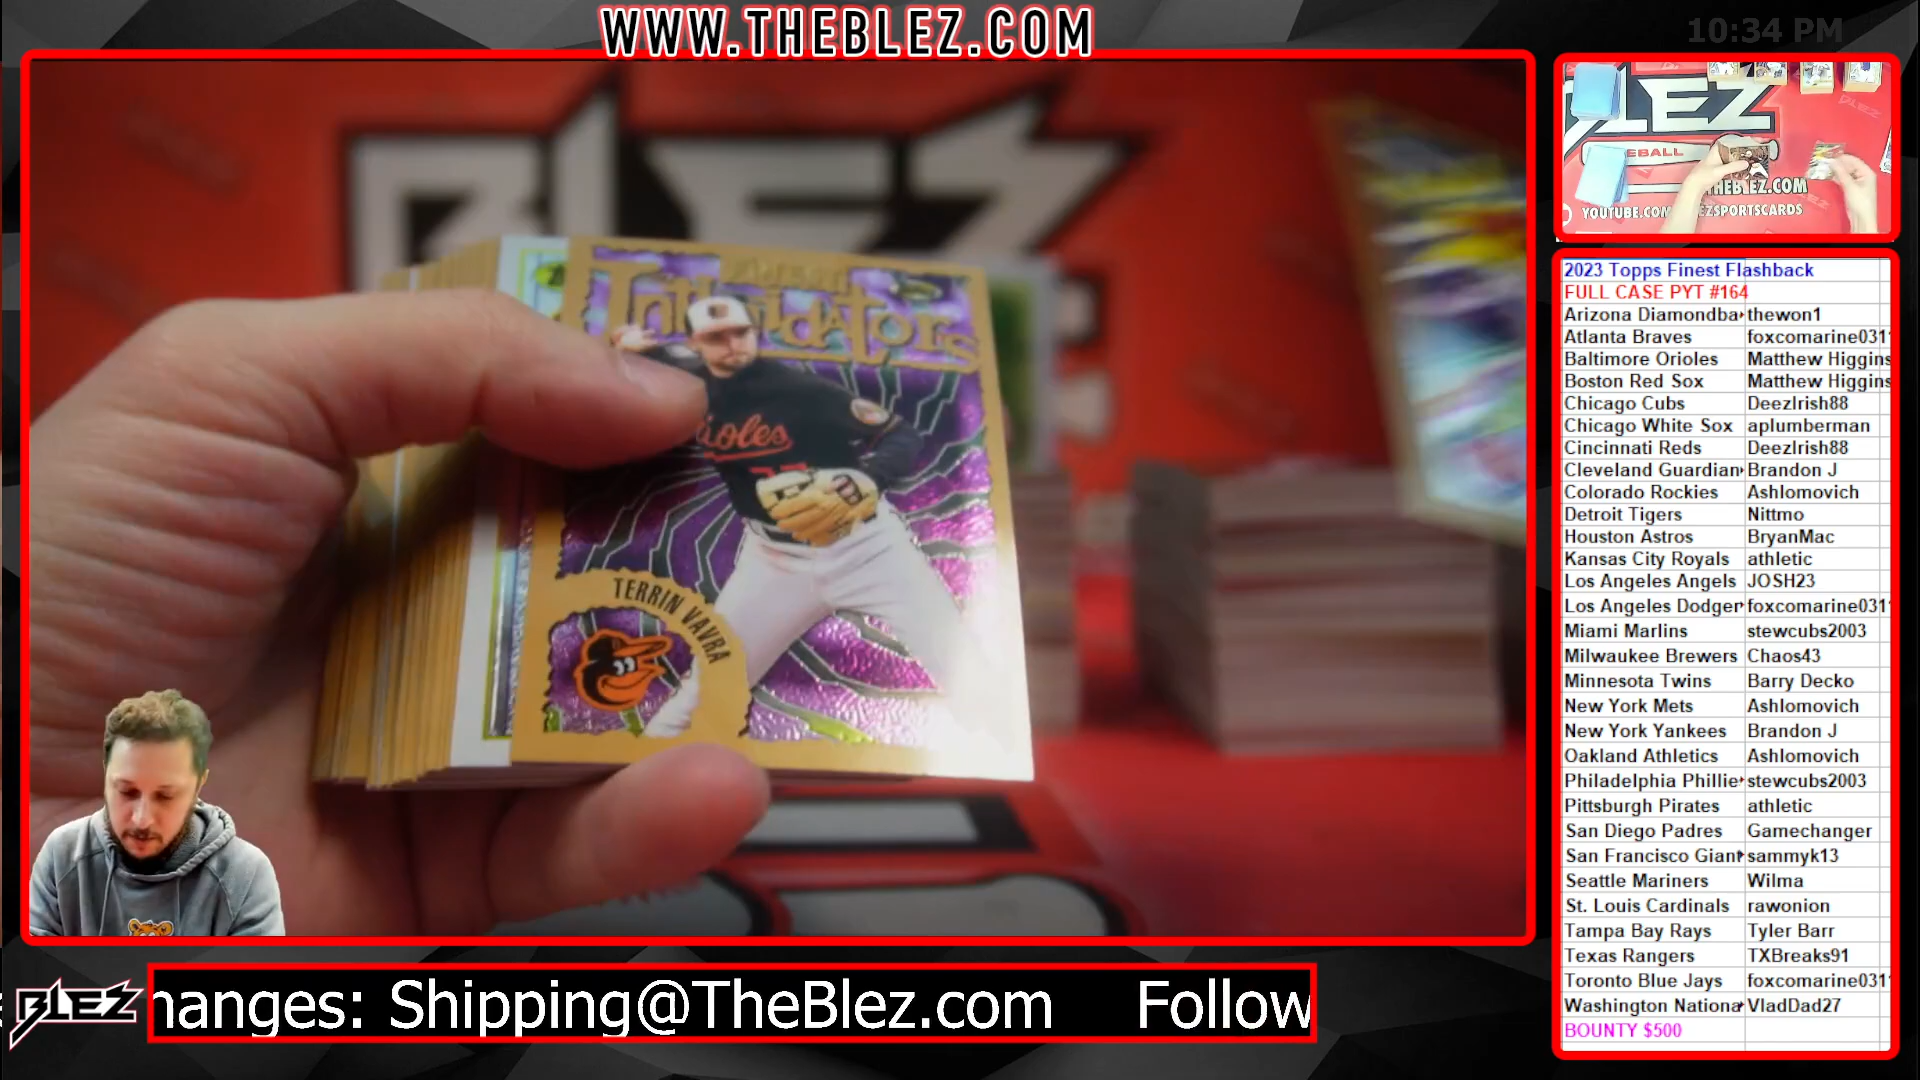 WWW.THEBLEZ.COM
10:34 PM
BLEZ
FINEST
Intimidators
Orioles
TERRIN VAVRA
BLEZ
EBALL
YOUTUBE.COM
EZSPORTSCARDS
2023 Topps Finest Flashback
FULL CASE PYT #164
Arizona Diamondba thewon1
Atlanta Braves foxcomarine031
Baltimore Orioles Matthew Higgins
Boston Red Sox Matthew Higgins
Chicago Cubs DeezIrish88
Chicago White Sox aplumberman
Cincinnati Reds DeezIrish88
Cleveland Guardian Brandon J
Colorado Rockies Ashlomovich
Detroit Tigers Nittmo
Houston Astros BryanMac
Kansas City Royals athletic
Los Angeles Angels JOSH23
Los Angeles Dodger foxcomarine031
Miami Marlins stewcubs2003
Milwaukee Brewers Chaos43
Minnesota Twins Barry Decko
New York Mets Ashlomovich
New York Yankees Brandon J
Oakland Athletics Ashlomovich
Philadelphia Phillie stewcubs2003
Pittsburgh Pirates athletic
San Diego Padres Gamechanger
San Francisco Giant sammyk13
Seattle Mariners Wilma
St. Louis Cardinals rawonion
Tampa Bay Rays Tyler Barr
Texas Rangers TXBreaks91
Toronto Blue Jays foxcomarine031
Washington Nationa VladDad27
BOUNTY $500
BLEZ
hanges: Shipping@TheBlez.com Follow